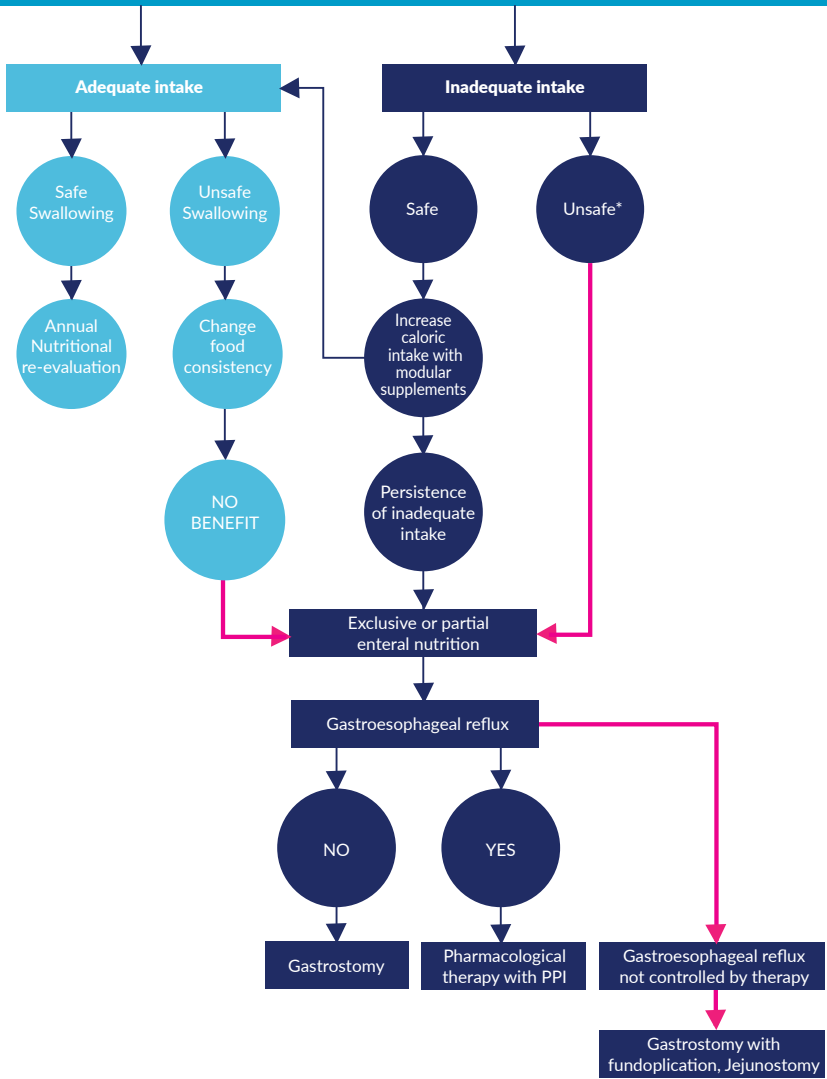 Adequate intake
Inadequate intake
Safe
Swallowing
Unsafe
Swallowing
Safe
Unsafe*
Annual
Nutritional
re-evaluation
Change
food
consistency
Increase
caloric
intake with
modular
supplements
NO
BENEFIT
Persistence
of inadequate
intake
Exclusive or partial
enteral nutrition
Gastroesophageal reflux
NO
YES
Gastrostomy
Pharmacological
therapy with PPI
Gastroesophageal reflux
not controlled by therapy
Gastrostomy with
fundoplication, Jejunostomy